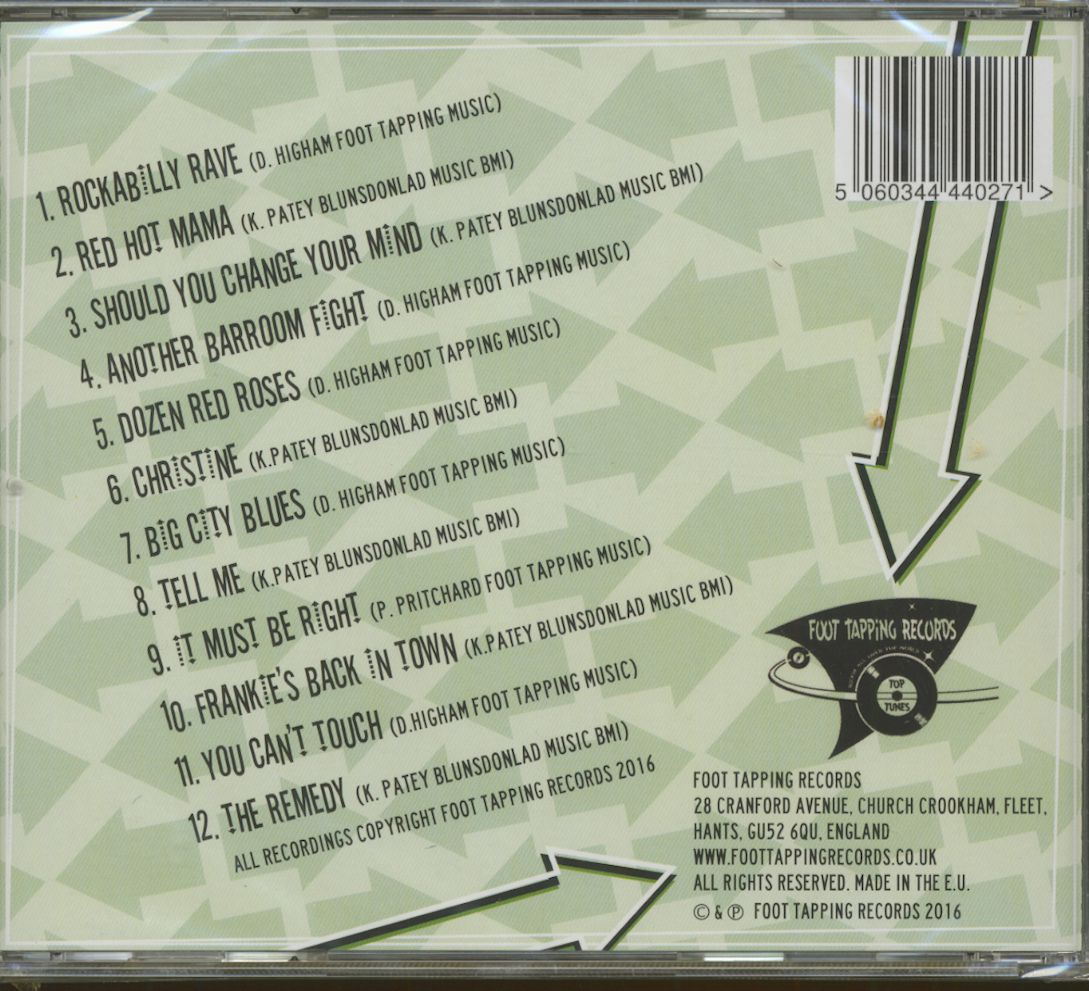 1. ROCKABILLY RAVE (D. HIGHAM FOOT TAPPING MUSIC)
2. RED HOT MAMA (K. PATEY BLUNSDONLAD MUSIC BMI)
3. SHOULD YOU CHANGE YOUR MIND (K. PATEY BLUNSDONLAD MUSIC BMI)
4. ANOTHER BARROOM FIGHT (D. HIGHAM FOOT TAPPING MUSIC)
5. DOZEN RED ROSES (D. HIGHAM FOOT TAPPING MUSIC)
6. CHRISTINE (K.PATEY BLUNSDONLAD MUSIC BMI)
7. BIG CITY BLUES (D. HIGHAM FOOT TAPPING MUSIC)
8. TELL ME (K.PATEY BLUNSDONLAD MUSIC BMI)
9. IT MUST BE RIGHT (P. PRITCHARD FOOT TAPPING MUSIC)
10. FRANKIE'S BACK IN TOWN (K.PATEY BLUNSDONLAD MUSIC BMI)
11. YOU CAN'T TOUCH (D.HIGHAM FOOT TAPPING MUSIC)
12. THE REMEDY (K. PATEY BLUNSDONLAD MUSIC BMI)
ALL RECORDINGS COPYRIGHT FOOT TAPPING RECORDS 2016
5 060344 440271 >
FOOT TAPPING RECORDS
TOP
TUNES
FOOT TAPPING RECORDS
28 CRANFORD AVENUE, CHURCH CROOKHAM, FLEET,
HANTS, GU52 6QU, ENGLAND
WWW.FOOTTAPPINGRECORDS.CO.UK
ALL RIGHTS RESERVED. MADE IN THE E.U.
© & ℗ FOOT TAPPING RECORDS 2016